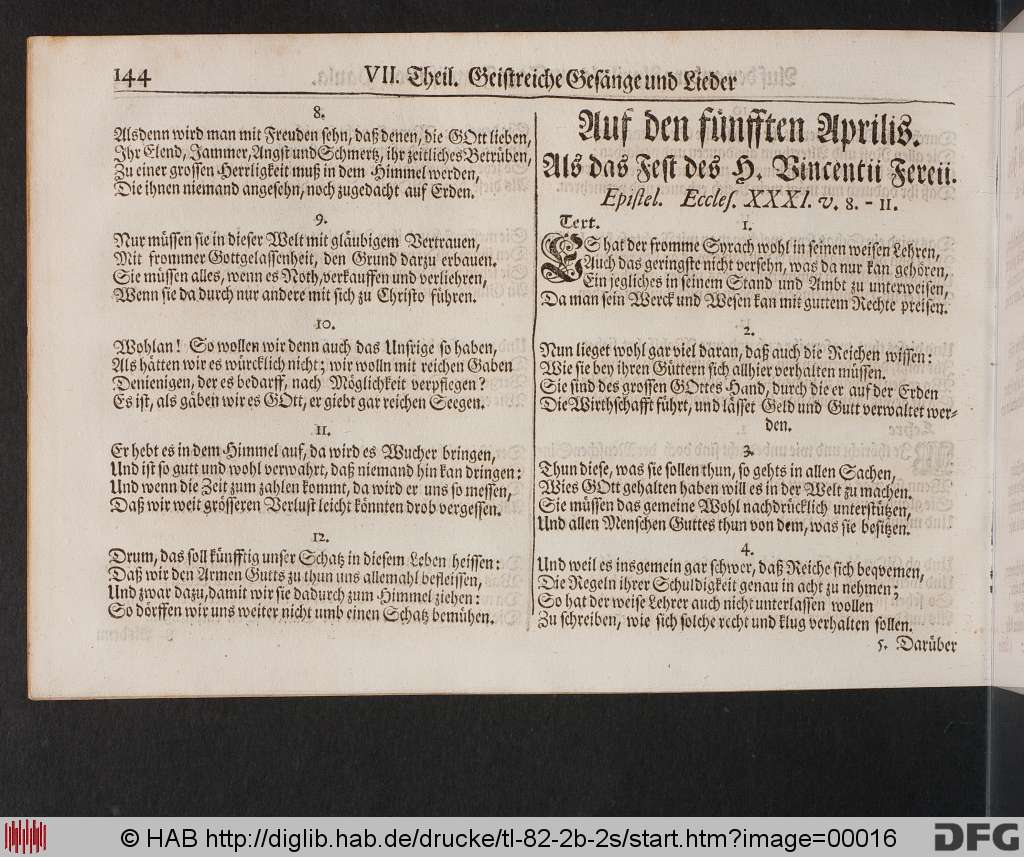 144 VII. Theil. Geistreiche Gesänge und Lieder
8.
Alsdenn wird man mit Freuden sehn, daß denen, die GOtt lieben,
Ihr Elend, Jammer, Angst und Schmertz, ihr zeitliches Betrüben,
Zu einer grossen Herrligkeit muß in dem Himmel werden,
Die ihnen niemand angesehn, noch zugedacht auf Erden.
9.
Nur müssen sie in dieser Welt mit gläubigem Vertrauen,
Mit frommer Gottgelassenheit, den Grund darzu erbauen.
Sie müssen alles, wenn es Noth, verkauffen und verliehren,
Wenn sie da durch nur andere mit sich zu Christo führen.
10.
Wohlan! So wollen wir denn auch das Unsrige so haben,
Als hätten wir es würcklich nicht; wir wolln mit reichen Gaben
Denienigen, der es bedarff, nach Möglichkeit verpflegen?
Es ist, als gäben wir es GOtt, er giebt gar reichen Seegen.
11.
Er hebt es in dem Himmel auf, da wird es Wucher bringen,
Und ist so gutt und wohl verwahrt, daß niemand hin kan dringen:
Und wenn die Zeit zum zahlen kommt, da wird er uns so messen,
Daß wir weit grösseren Verlust leicht könnten drob vergessen.
12.
Drum, das soll künfftig unser Schatz in diesem Leben heissen:
Daß wir den Armen Gutts zu thun uns allemahl befleissen,
Und zwar dazu, damit wir sie dadurch zum Himmel ziehen:
So dörffen wir uns weiter nicht umb einen Schatz bemühen.
Auf den fünfften Aprilis.
Als das Fest des H. Vincentii Fereii.
Epistel. Eccles. XXXI. v. 8. - 11.
Text. 1.
ES hat der fromme Syrach wohl in seinen weisen Lehren,
Auch das geringste nicht versehn, was da nur kan gehören,
Ein jegliches in seinem Stand und Ambt zu unterweisen,
Da man sein Werck und Wesen kan mit guttem Rechte preisen.
2.
Nun lieget wohl gar viel daran, daß auch die Reichen wissen:
Wie sie bey ihren Güttern sich allhier verhalten müssen.
Sie sind des grossen GOttes Hand, durch die er auf der Erden
Die Wirthschafft führt, und lässet Geld und Gutt verwaltet wer-
den.
3.
Thun diese, was sie sollen thun, so gehts in allen Sachen,
Wies GOtt gehalten haben will es in der Welt zu machen.
Sie müssen das gemeine Wohl nachdrücklich unterstützen,
Und allen Menschen Guttes thun von dem, was sie besitzen.
4.
Und weil es insgemein gar schwer, daß Reiche sich beqvemen,
Die Regeln ihrer Schuldigkeit genau in acht zu nehmen;
So hat der weise Lehrer auch nicht unterlassen wollen
Zu schreiben, wie sich solche recht und klug verhalten sollen.
5. Darüber
© HAB http://diglib.hab.de/drucke/tl-82-2b-2s/start.htm?image=00016
DFG